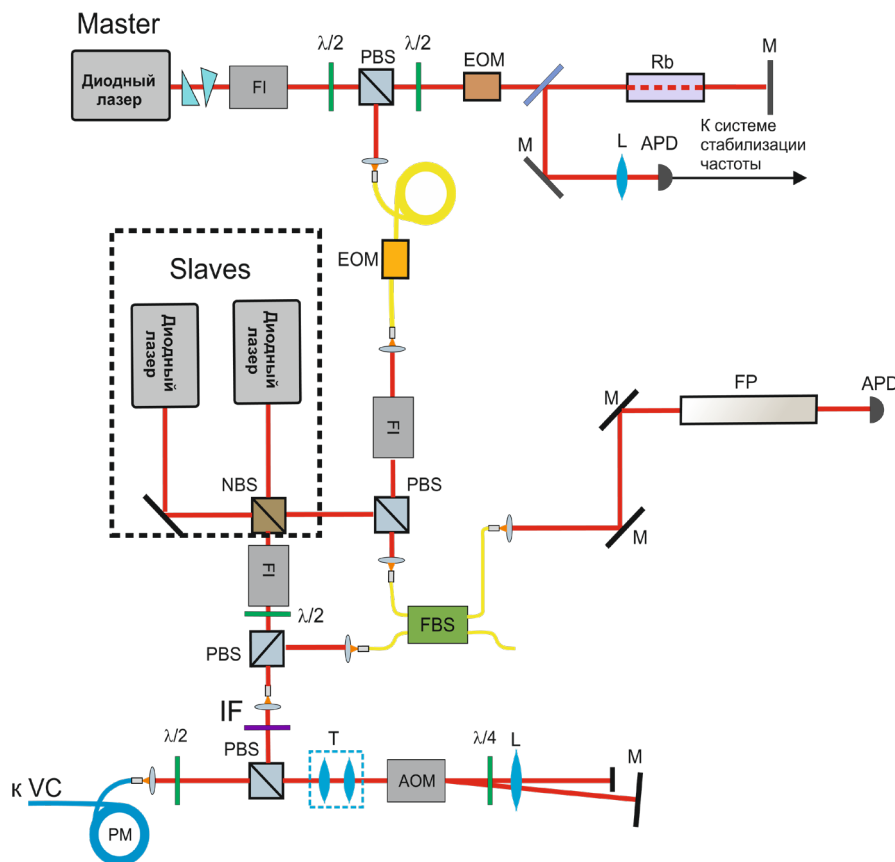 Master
λ/2
PBS
λ/2
EOM
Rb
M
Диодный
лазер
FI
M
L
APD
К системе
стабилизации
частоты
EOM
Slaves
Диодный
лазер
Диодный
лазер
FI
M
FP
APD
NBS
PBS
M
FI
λ/2
FBS
PBS
IF
PBS
λ/2
T
λ/4
L
M
AOM
к VC
PM